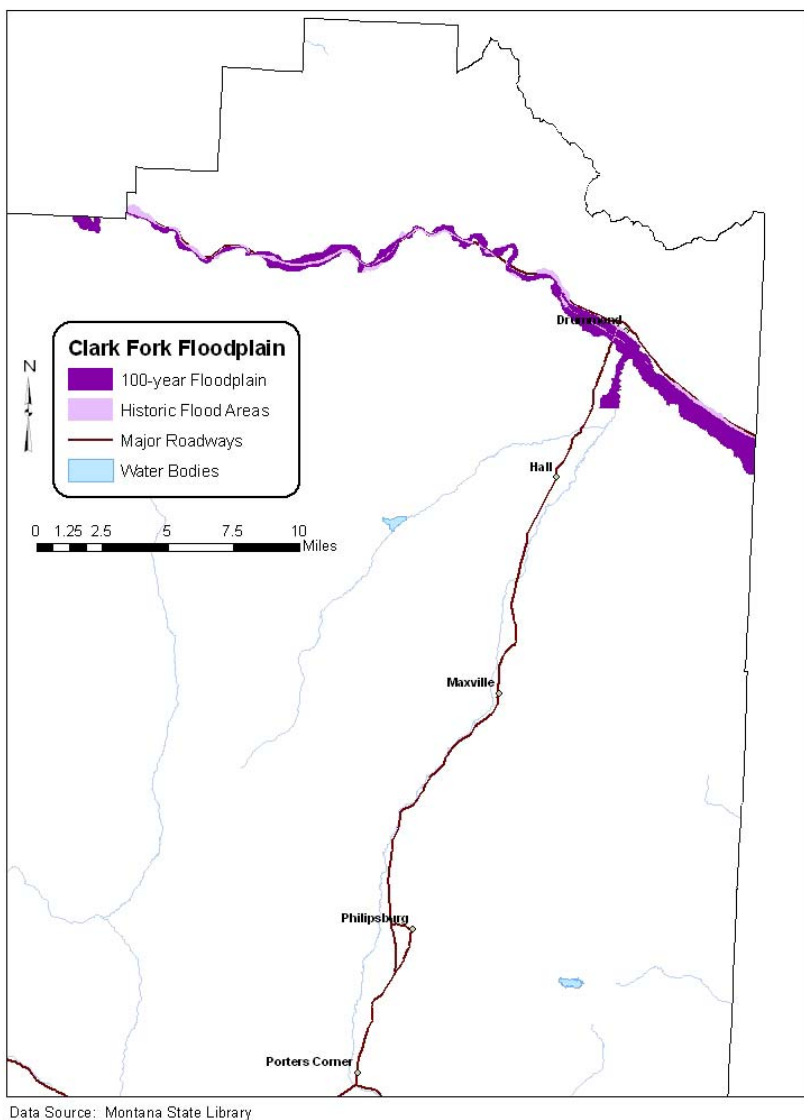 Drummond
Clark Fork Floodplain
N
100-year Floodplain
Historic Flood Areas
Major Roadways
Water Bodies
Hall
0 1.25 2.5 5 7.5 10
Miles
Maxville
Philipsburg
Porters Corner
Data Source: Montana State Library